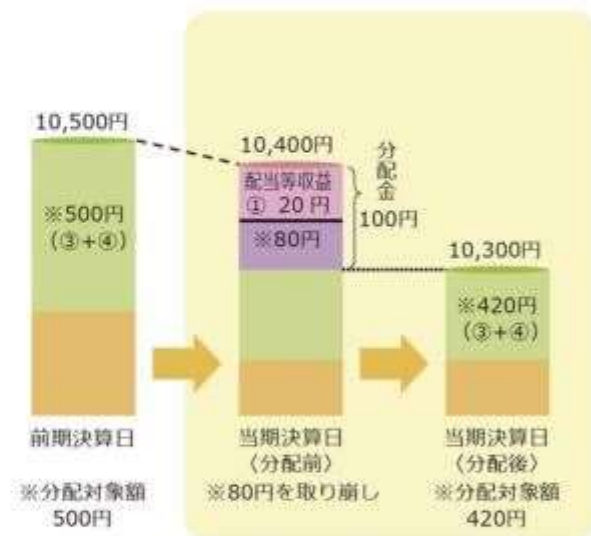 10,500円
※500円
(③+④)
前期決算日
※分配対象額
500円
10,400円
配当等収益
① 20円
※80円
分配金
100円
当期決算日
〈分配前〉
※80円を取り崩し
10,300円
※420円
(③+④)
当期決算日
〈分配後〉
※分配対象額
420円